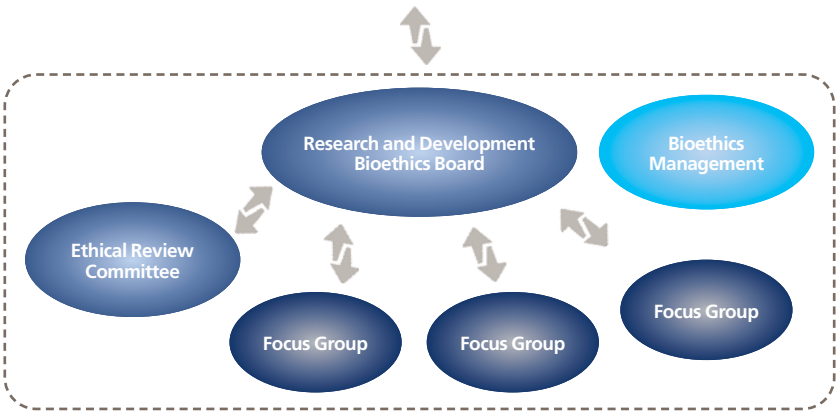 Research and Development
Bioethics Board
Bioethics
Management
Ethical Review
Committee
Focus Group
Focus Group
Focus Group